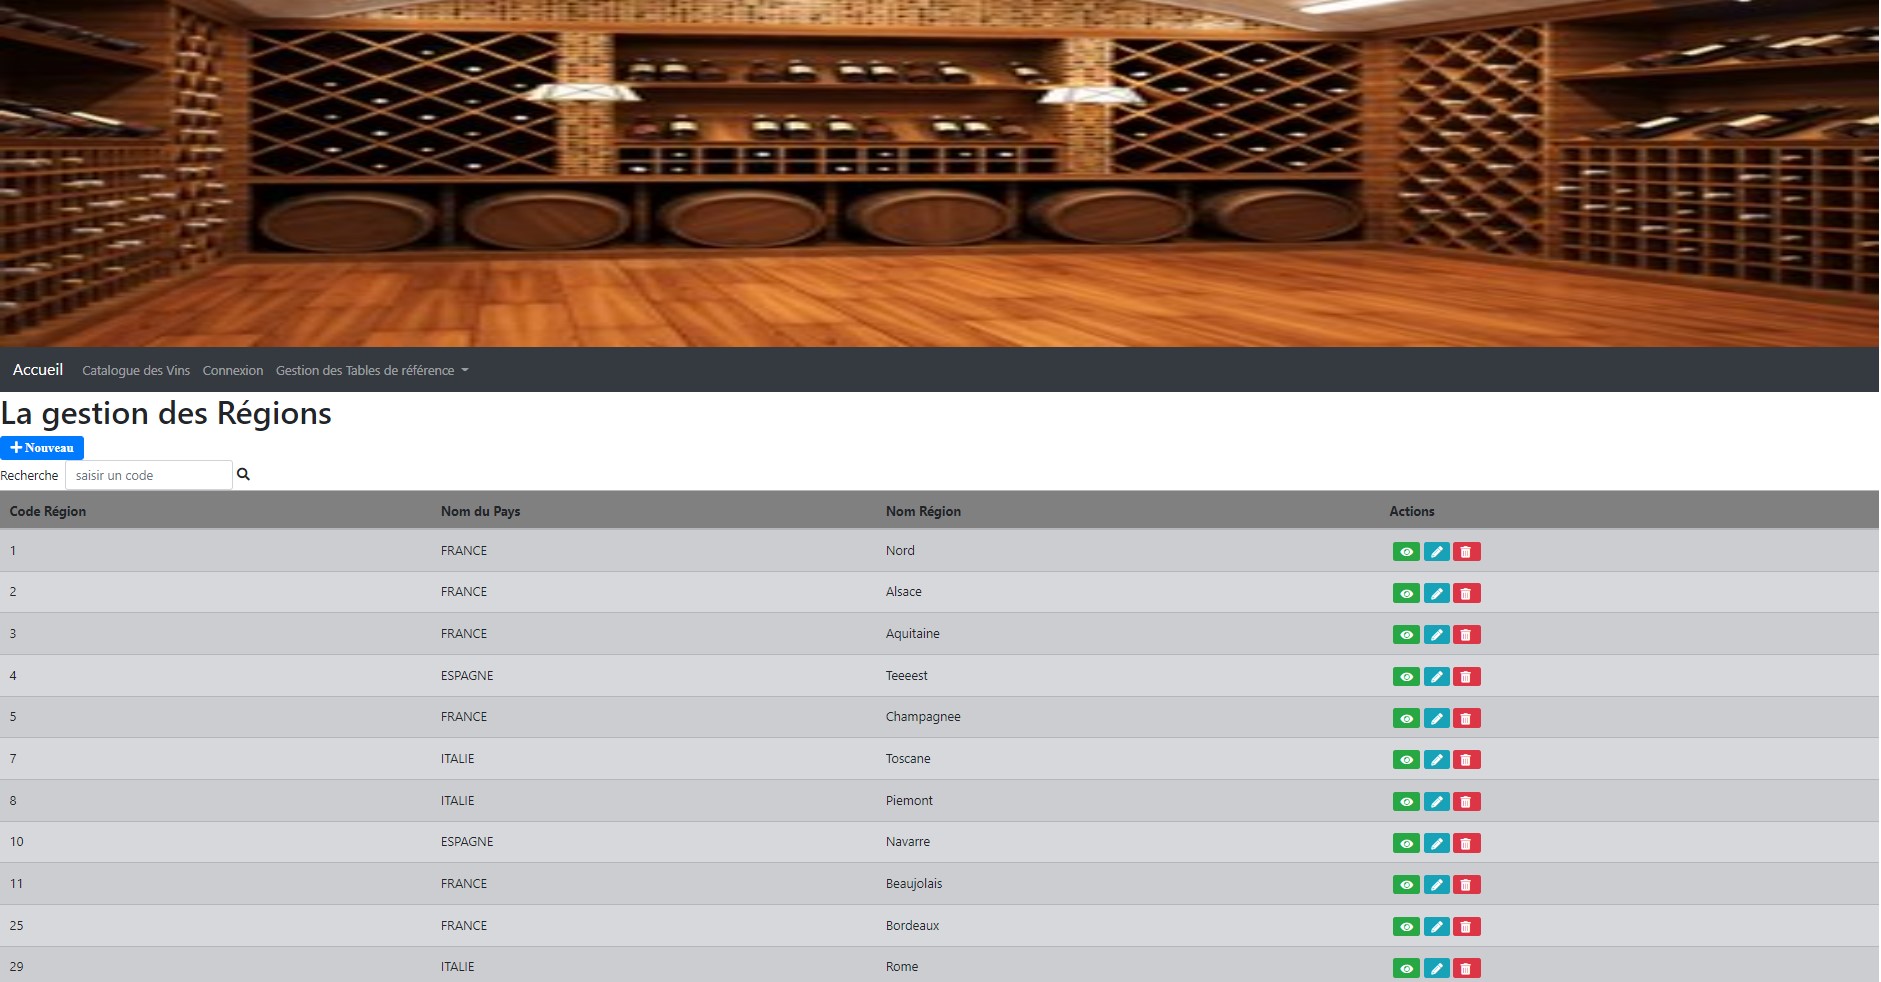 Accueil Catalogue des Vins Connexion Gestion des Tables de référence
La gestion des Régions
Nouveau
Recherche saisir un code
Code Région Nom du Pays Nom Région Actions
1 FRANCE Nord
2 FRANCE Alsace
3 FRANCE Aquitaine
4 ESPAGNE Teeeest
5 FRANCE Champagnee
7 ITALIE Toscane
8 ITALIE Piemont
10 ESPAGNE Navarre
11 FRANCE Beaujolais
25 FRANCE Bordeaux
29 ITALIE Rome